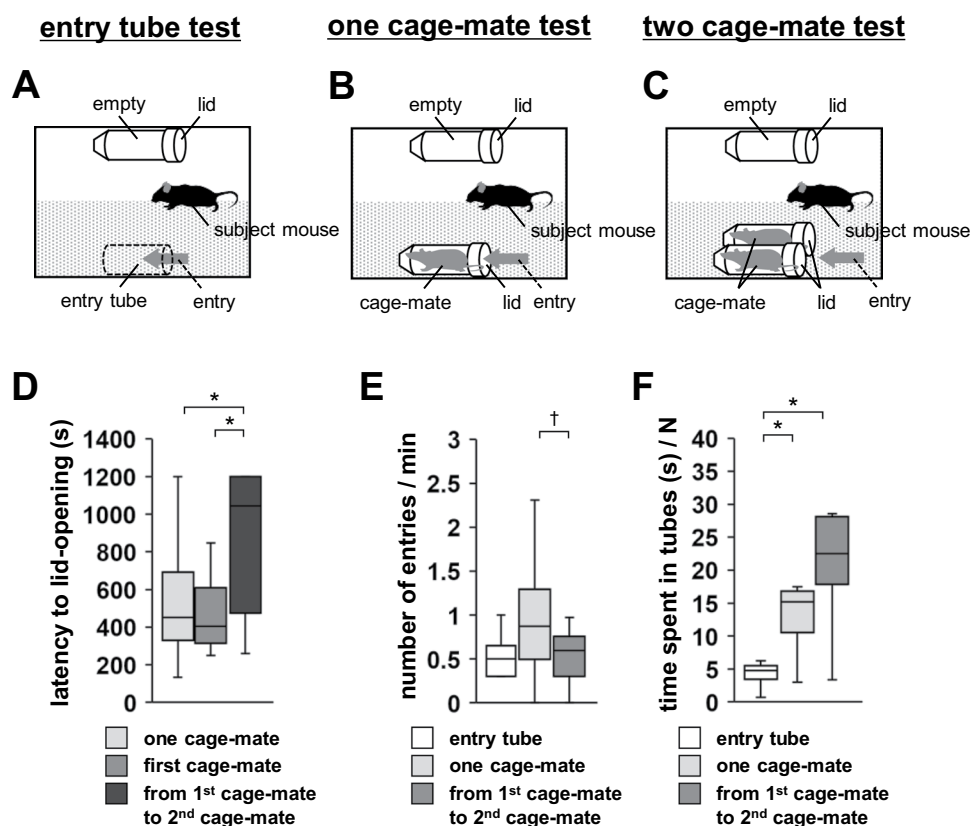 entry tube test
one cage-mate test
two cage-mate test
A
empty
lid
subject mouse
entry tube
entry
B
empty
lid
subject mouse
cage-mate
lid
entry
C
empty
lid
subject mouse
cage-mate
lid
entry
D
latency to lid-opening (s)
1400
1200
1000
800
600
400
200
0
*
*
one cage-mate
first cage-mate
from 1st cage-mate
to 2nd cage-mate
E
number of entries / min
3
2.5
2
1.5
1
0.5
0
†
entry tube
one cage-mate
from 1st cage-mate
to 2nd cage-mate
F
time spent in tubes (s) / N
40
35
30
25
20
15
10
5
0
*
*
entry tube
one cage-mate
from 1st cage-mate
to 2nd cage-mate